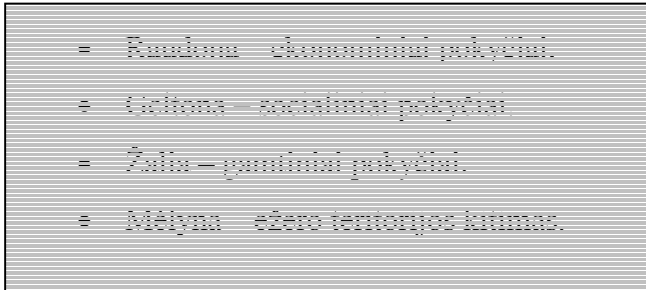 • Raudona – ekonominiai pokyčiai.
• Geltona – socialiniai pokyčiai.
• Žalia – gamtiniai pokyčiai.
• Mėlyna – ežero teritorijos kitimas.